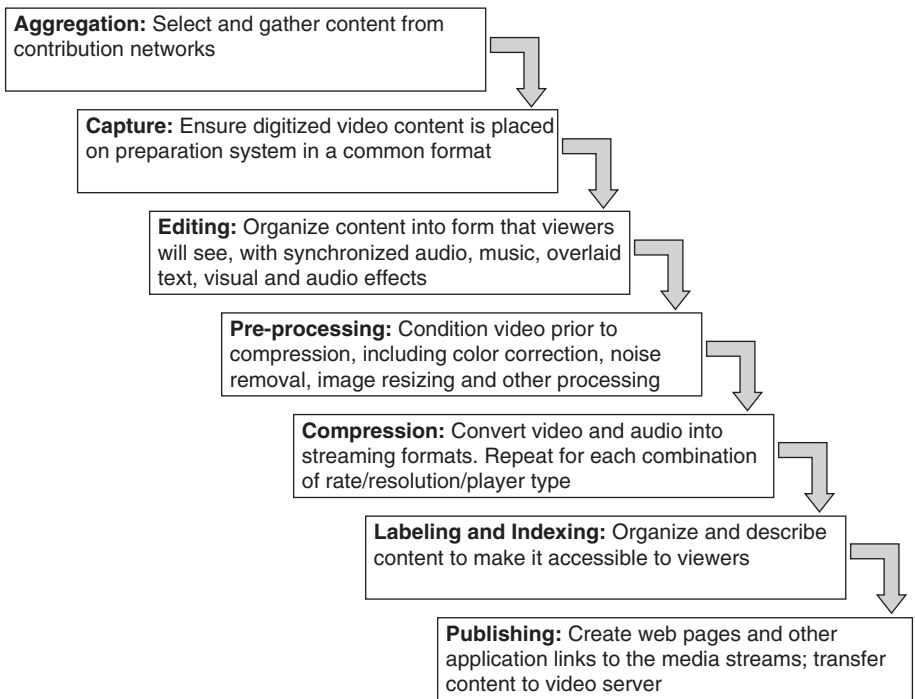 Aggregation: Select and gather content from
contribution networks
Capture: Ensure digitized video content is placed
on preparation system in a common format
Editing: Organize content into form that viewers
will see, with synchronized audio, music, overlaid
text, visual and audio effects
Pre-processing: Condition video prior to
compression, including color correction, noise
removal, image resizing and other processing
Compression: Convert video and audio into
streaming formats. Repeat for each combination
of rate/resolution/player type
Labeling and Indexing: Organize and describe
content to make it accessible to viewers
Publishing: Create web pages and other
application links to the media streams; transfer
content to video server